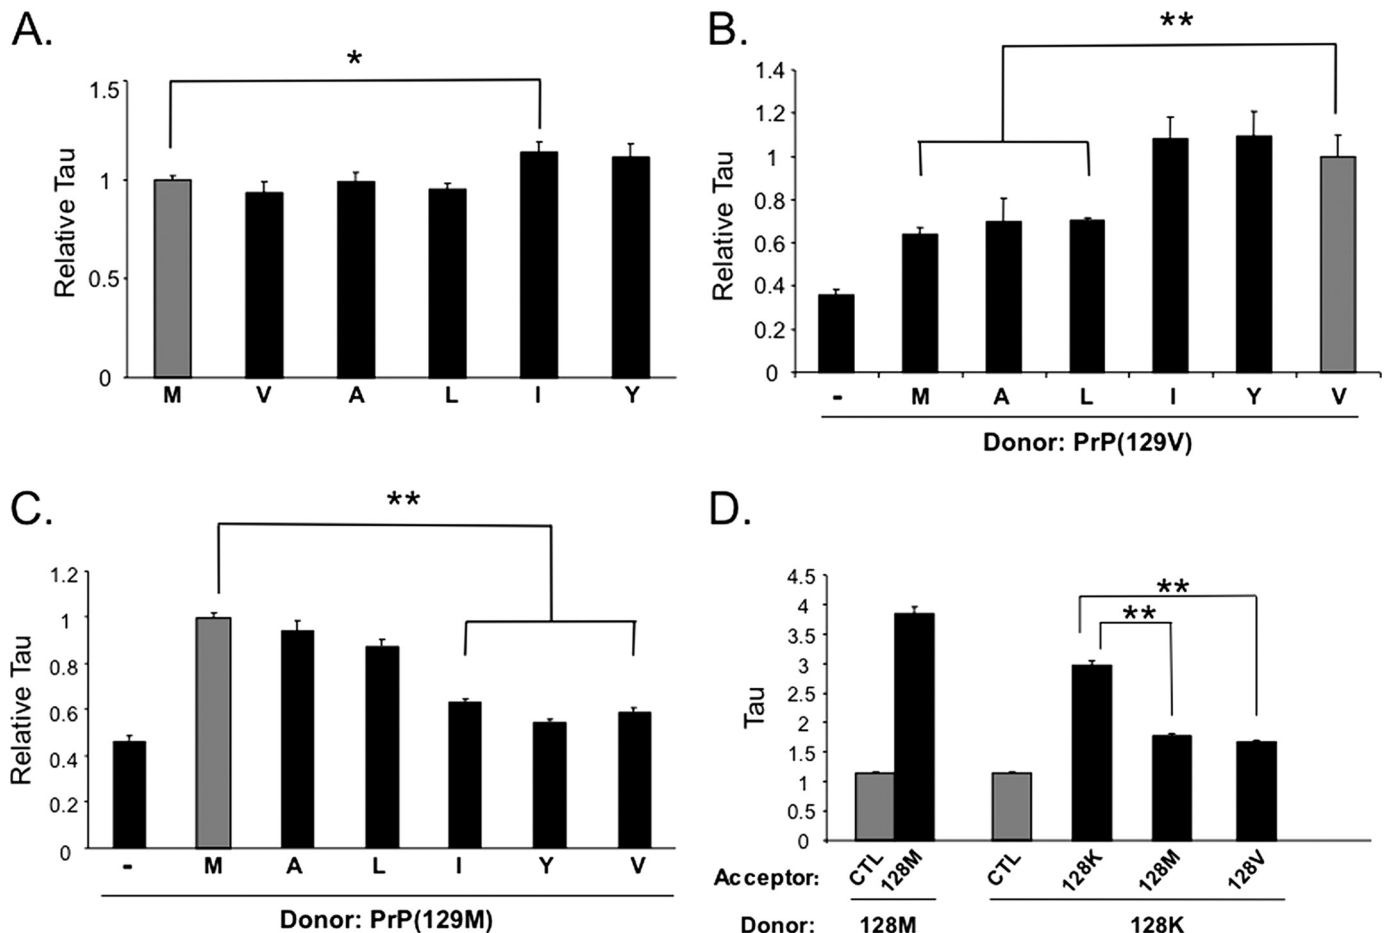 A.
*
Relative Tau
1.5
1
0.5
0
M V A L I Y
B.
**
Relative Tau
1.4
1.2
1
0.8
0.6
0.4
0.2
0
- M A L I Y V
Donor: PrP(129V)
C.
**
Relative Tau
1.2
1
0.8
0.6
0.4
0.2
0
- M A L I Y V
Donor: PrP(129M)
D.
**
**
Tau
4.5
4
3.5
3
2.5
2
1.5
1
0.5
0
Acceptor: CTL 128M CTL 128K 128M 128V
Donor: 128M 128K